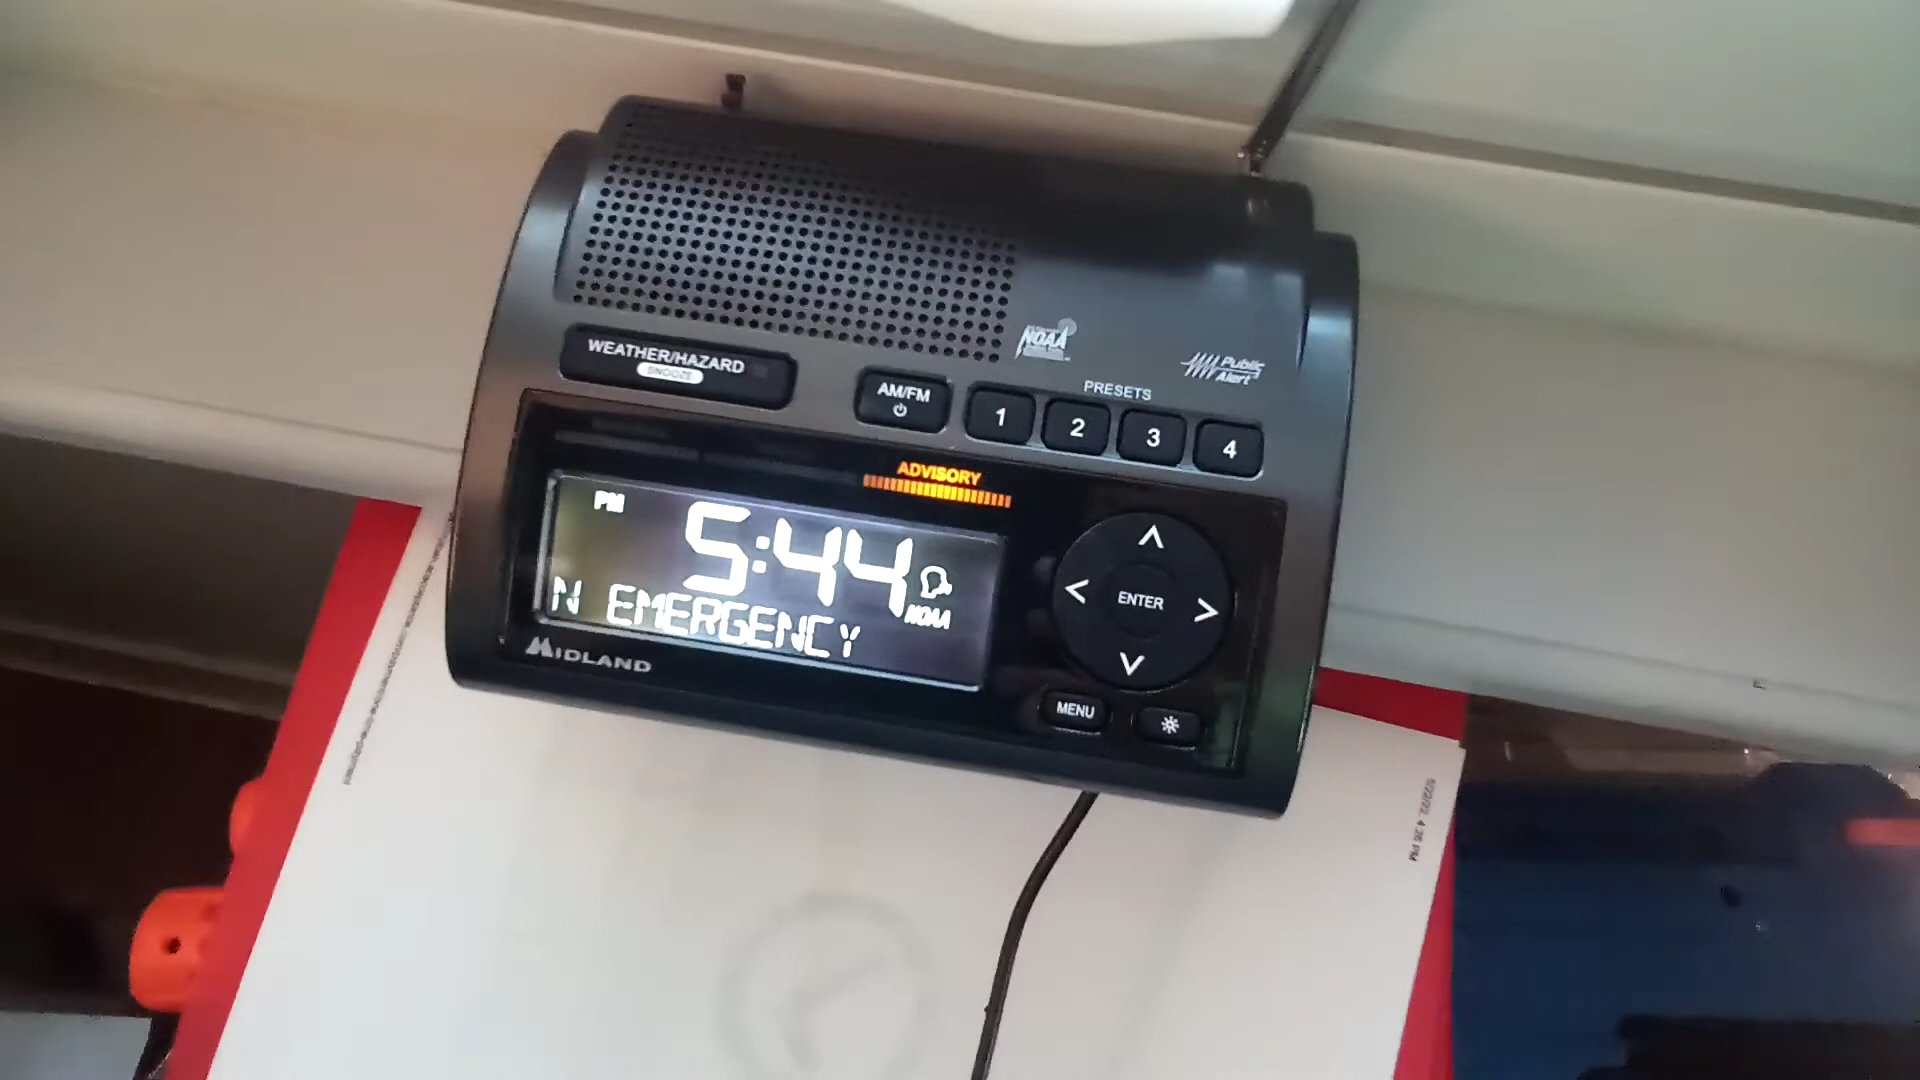 NOAA
Public
Alert
WEATHER/HAZARD
SNOOZE
AM/FM
PRESETS
1
2
3
4
ADVISORY
PM
5:44
NOAA
N EMERGENCY
MIDLAND
ENTER
MENU